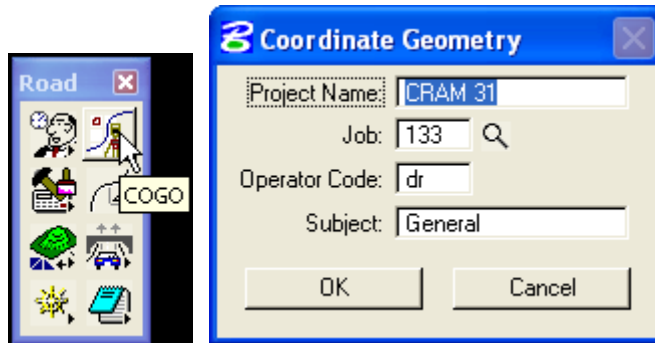 Road
COGO
Coordinate Geometry
Project Name: CRAM 31
Job: 133
Operator Code: dr
Subject: General
OK Cancel